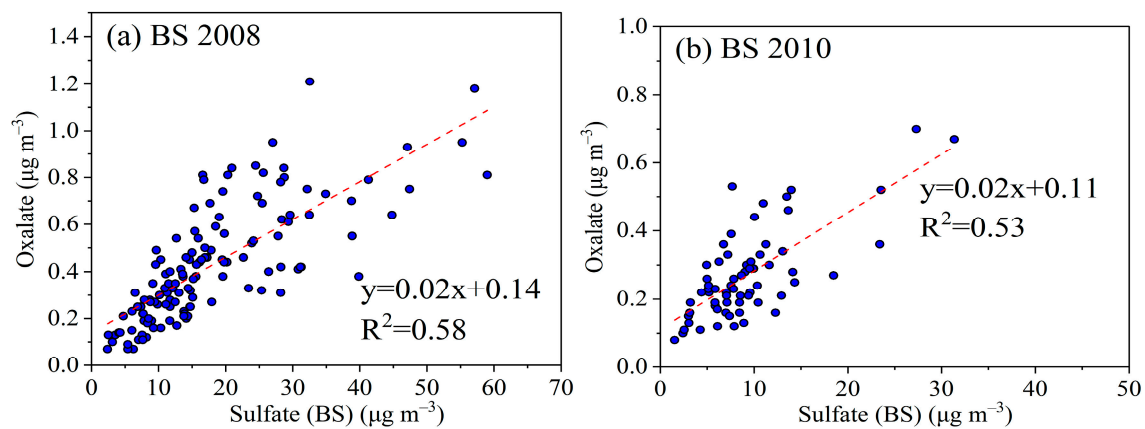 (a) BS 2008
Oxalate (μg m⁻³)
1.4
1.2
1.0
0.8
0.6
0.4
0.2
0.0
y=0.02x+0.14
R²=0.58
0 10 20 30 40 50 60 70
Sulfate (BS) (μg m⁻³)
(b) BS 2010
Oxalate (μg m⁻³)
1.0
0.8
0.6
0.4
0.2
0.0
y=0.02x+0.11
R²=0.53
0 10 20 30 40 50
Sulfate (BS) (μg m⁻³)